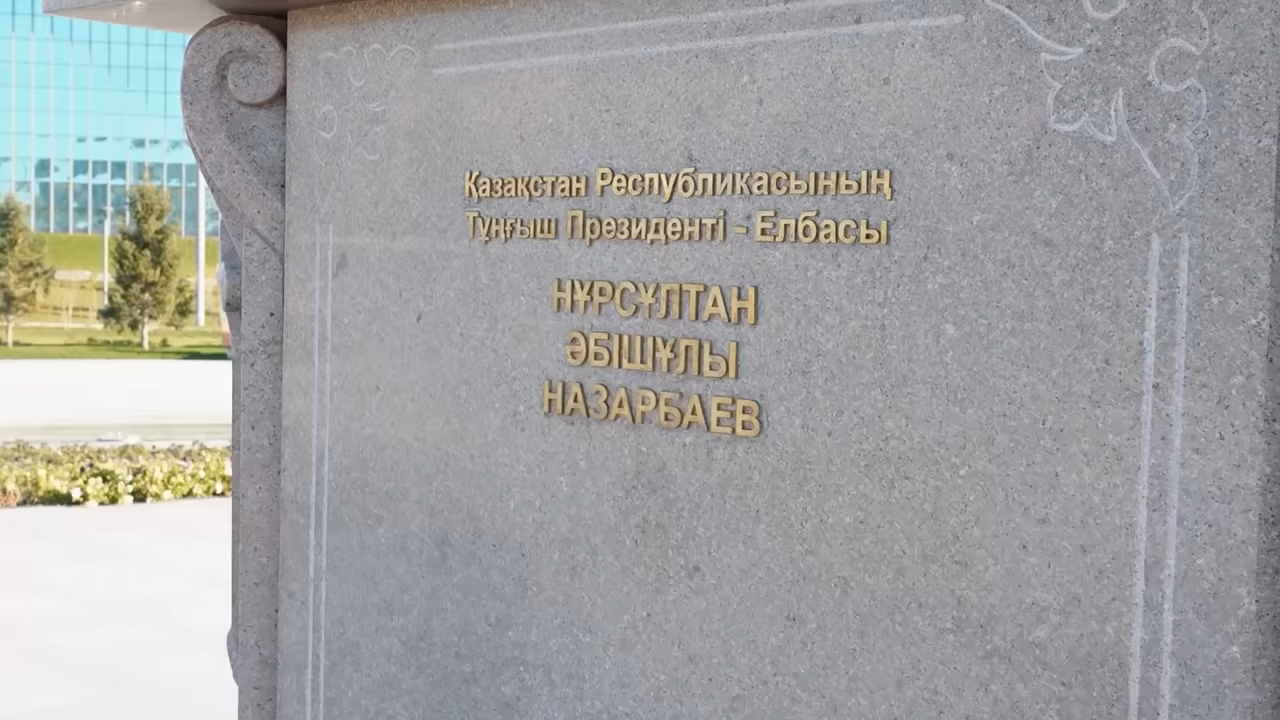 Қазақстан Республикасының
Тұңғыш Президенті - Елбасы
НҰРСҰЛТАН
ӘБІШҰЛЫ
НАЗАРБАЕВ